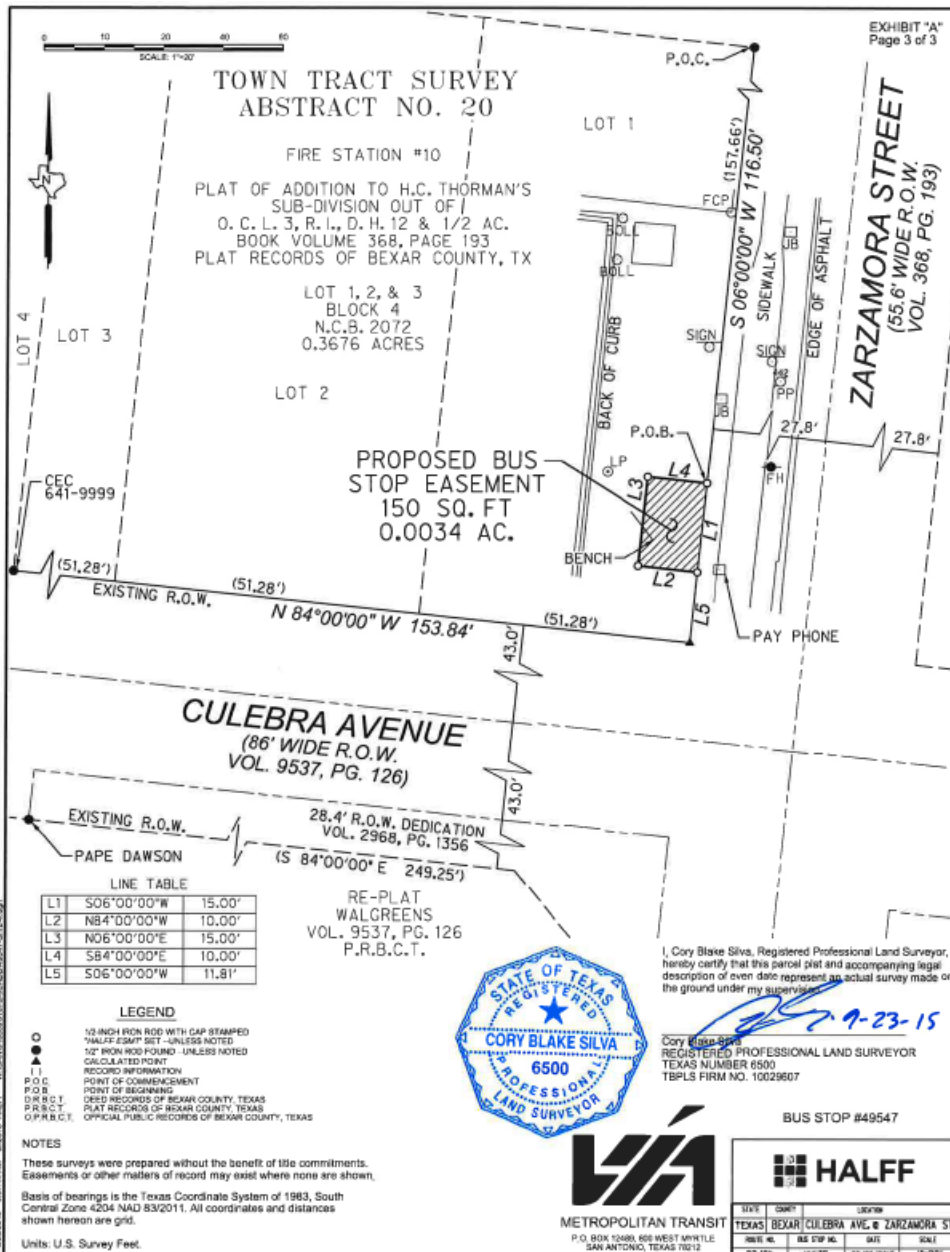 EXHIBIT "A"
Page 3 of 3
0 10 20 40 60
SCALE: 1"=20'
P.O.C.
TOWN TRACT SURVEY
ABSTRACT NO. 20
LOT 1
FIRE STATION #10
PLAT OF ADDITION TO H.C. THORMAN'S
SUB-DIVISION OUT OF
O. C. L. 3, R. I., D. H. 12 & 1/2 AC.
BOOK VOLUME 368, PAGE 193
PLAT RECORDS OF BEXAR COUNTY, TX
LOT 1, 2, & 3
BLOCK 4
N.C.B. 2072
0.3676 ACRES
N
LOT 4
LOT 3
LOT 2
(157.66')
S 06°00'00" W 116.50'
FCP
BOLL
BOLL
JB
SIDEWALK
EDGE OF ASPHALT
ZARZAMORA STREET
(55.6' WIDE R.O.W.
VOL. 368, PG. 193)
BACK OF CURB
SIGN
SIGN
PP
JB
27.8'
27.8'
P.O.B.
LP
FH
PROPOSED BUS
STOP EASEMENT
150 SQ. FT
0.0034 AC.
L4
L3
L1
BENCH
L2
L5
PAY PHONE
CEC
641-9999
(51.28')
EXISTING R.O.W.
(51.28')
N 84°00'00" W 153.84'
(51.28')
43.0'
CULEBRA AVENUE
(86' WIDE R.O.W.
VOL. 9537, PG. 126)
43.0'
EXISTING R.O.W.
28.4' R.O.W. DEDICATION
VOL. 2968, PG. 1356
PAPE DAWSON
(S 84°00'00" E 249.25')
RE-PLAT
WALGREENS
VOL. 9537, PG. 126
P.R.B.C.T.
LINE TABLE
L1 S06°00'00"W 15.00'
L2 N84°00'00"W 10.00'
L3 N06°00'00"E 15.00'
L4 S84°00'00"E 10.00'
L5 S06°00'00"W 11.81'
LEGEND
1/2-INCH IRON ROD WITH CAP STAMPED
"HALFF ESMT" SET - UNLESS NOTED
1/2" IRON ROD FOUND - UNLESS NOTED
CALCULATED POINT
( ) RECORD INFORMATION
P.O.C. POINT OF COMMENCEMENT
P.O.B. POINT OF BEGINNING
D.R.B.C.T. DEED RECORDS OF BEXAR COUNTY, TEXAS
P.R.B.C.T. PLAT RECORDS OF BEXAR COUNTY, TEXAS
O.P.R.B.C.T. OFFICIAL PUBLIC RECORDS OF BEXAR COUNTY, TEXAS
NOTES
These surveys were prepared without the benefit of title commitments.
Easements or other matters of record may exist where none are shown.
Basis of bearings is the Texas Coordinate System of 1983, South
Central Zone 4204 NAD 83/2011. All coordinates and distances
shown hereon are grid.
Units: U.S. Survey Feet.
STATE OF TEXAS
REGISTERED
CORY BLAKE SILVA
6500
PROFESSIONAL
LAND SURVEYOR
I, Cory Blake Silva, Registered Professional Land Surveyor,
hereby certify that this parcel plat and accompanying legal
description of even date represent an actual survey made on
the ground under my supervision.
9-23-15
Cory Blake Silva
REGISTERED PROFESSIONAL LAND SURVEYOR
TEXAS NUMBER 6500
TBPLS FIRM NO. 10029607
BUS STOP #49547
VIA
METROPOLITAN TRANSIT
P.O. BOX 12489, 800 WEST MYRTLE
SAN ANTONIO, TEXAS 78212
HALFF
STATE COUNTY LOCATION
TEXAS BEXAR CULEBRA AVE. @ ZARZAMORA ST
ROUTE NO. BUS STOP NO. DATE SCALE